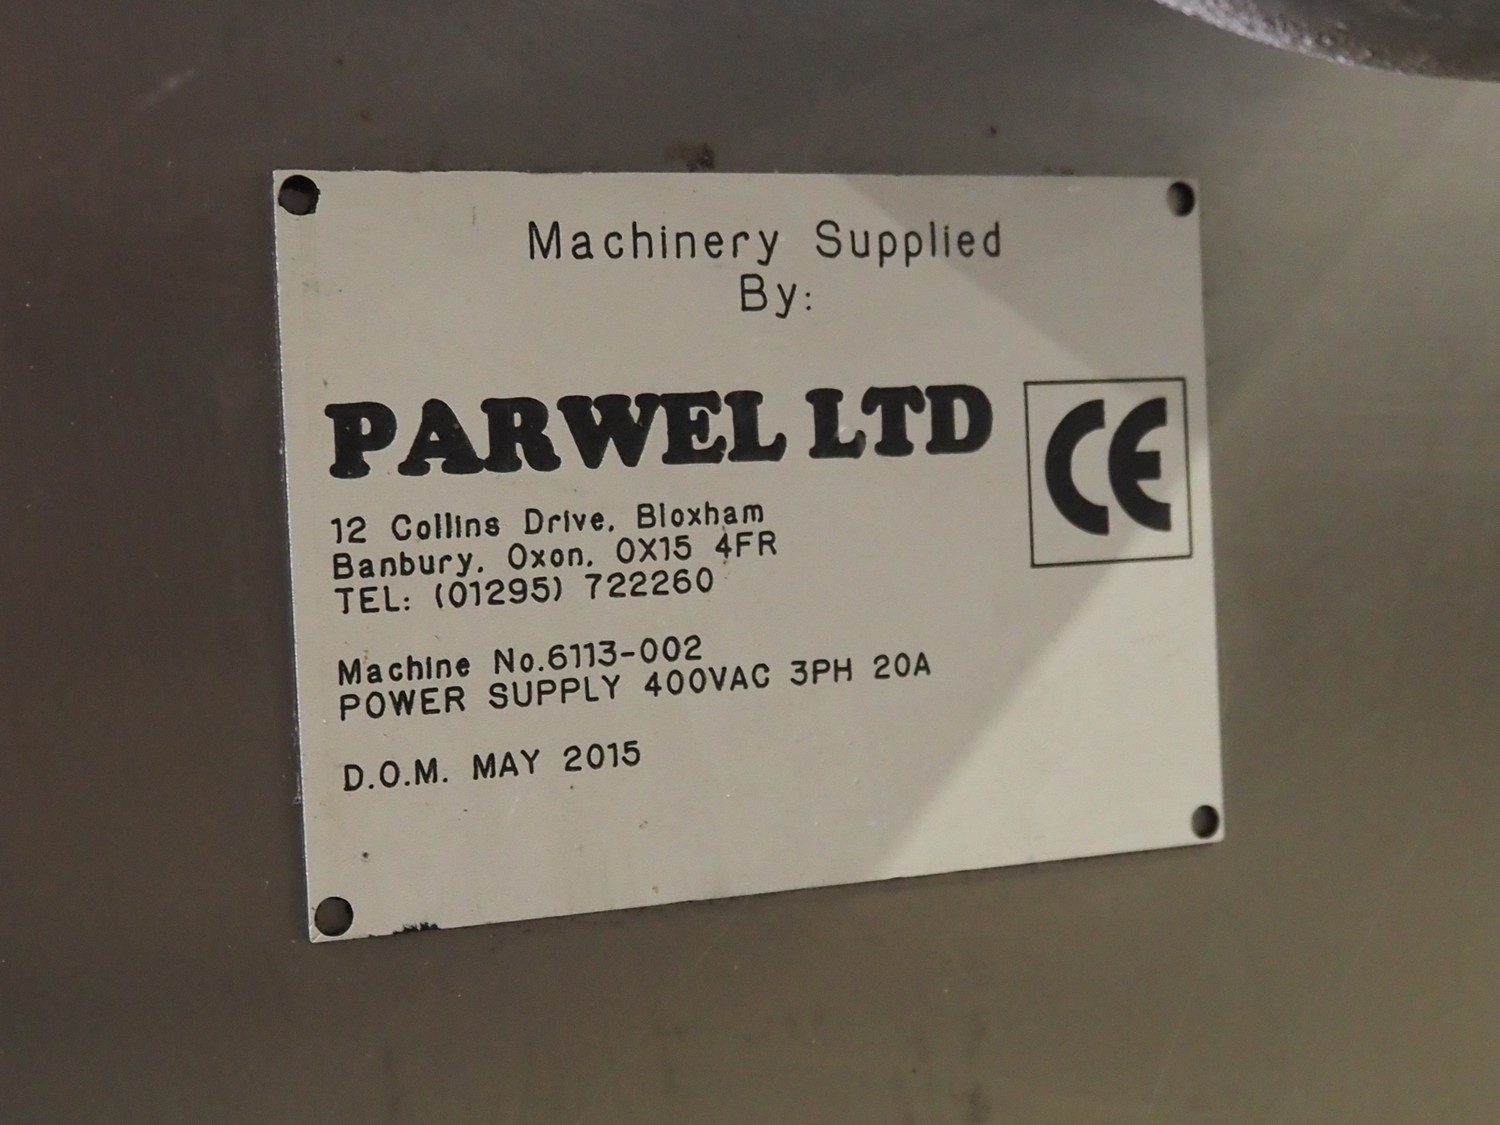 Machinery Supplied
By:
PARWEL LTD
CE
12 Collins Drive, Bloxham
Banbury, Oxon, OX15 4FR
TEL: (01295) 722260
Machine No.6113-002
POWER SUPPLY 400VAC 3PH 20A
D.O.M. MAY 2015